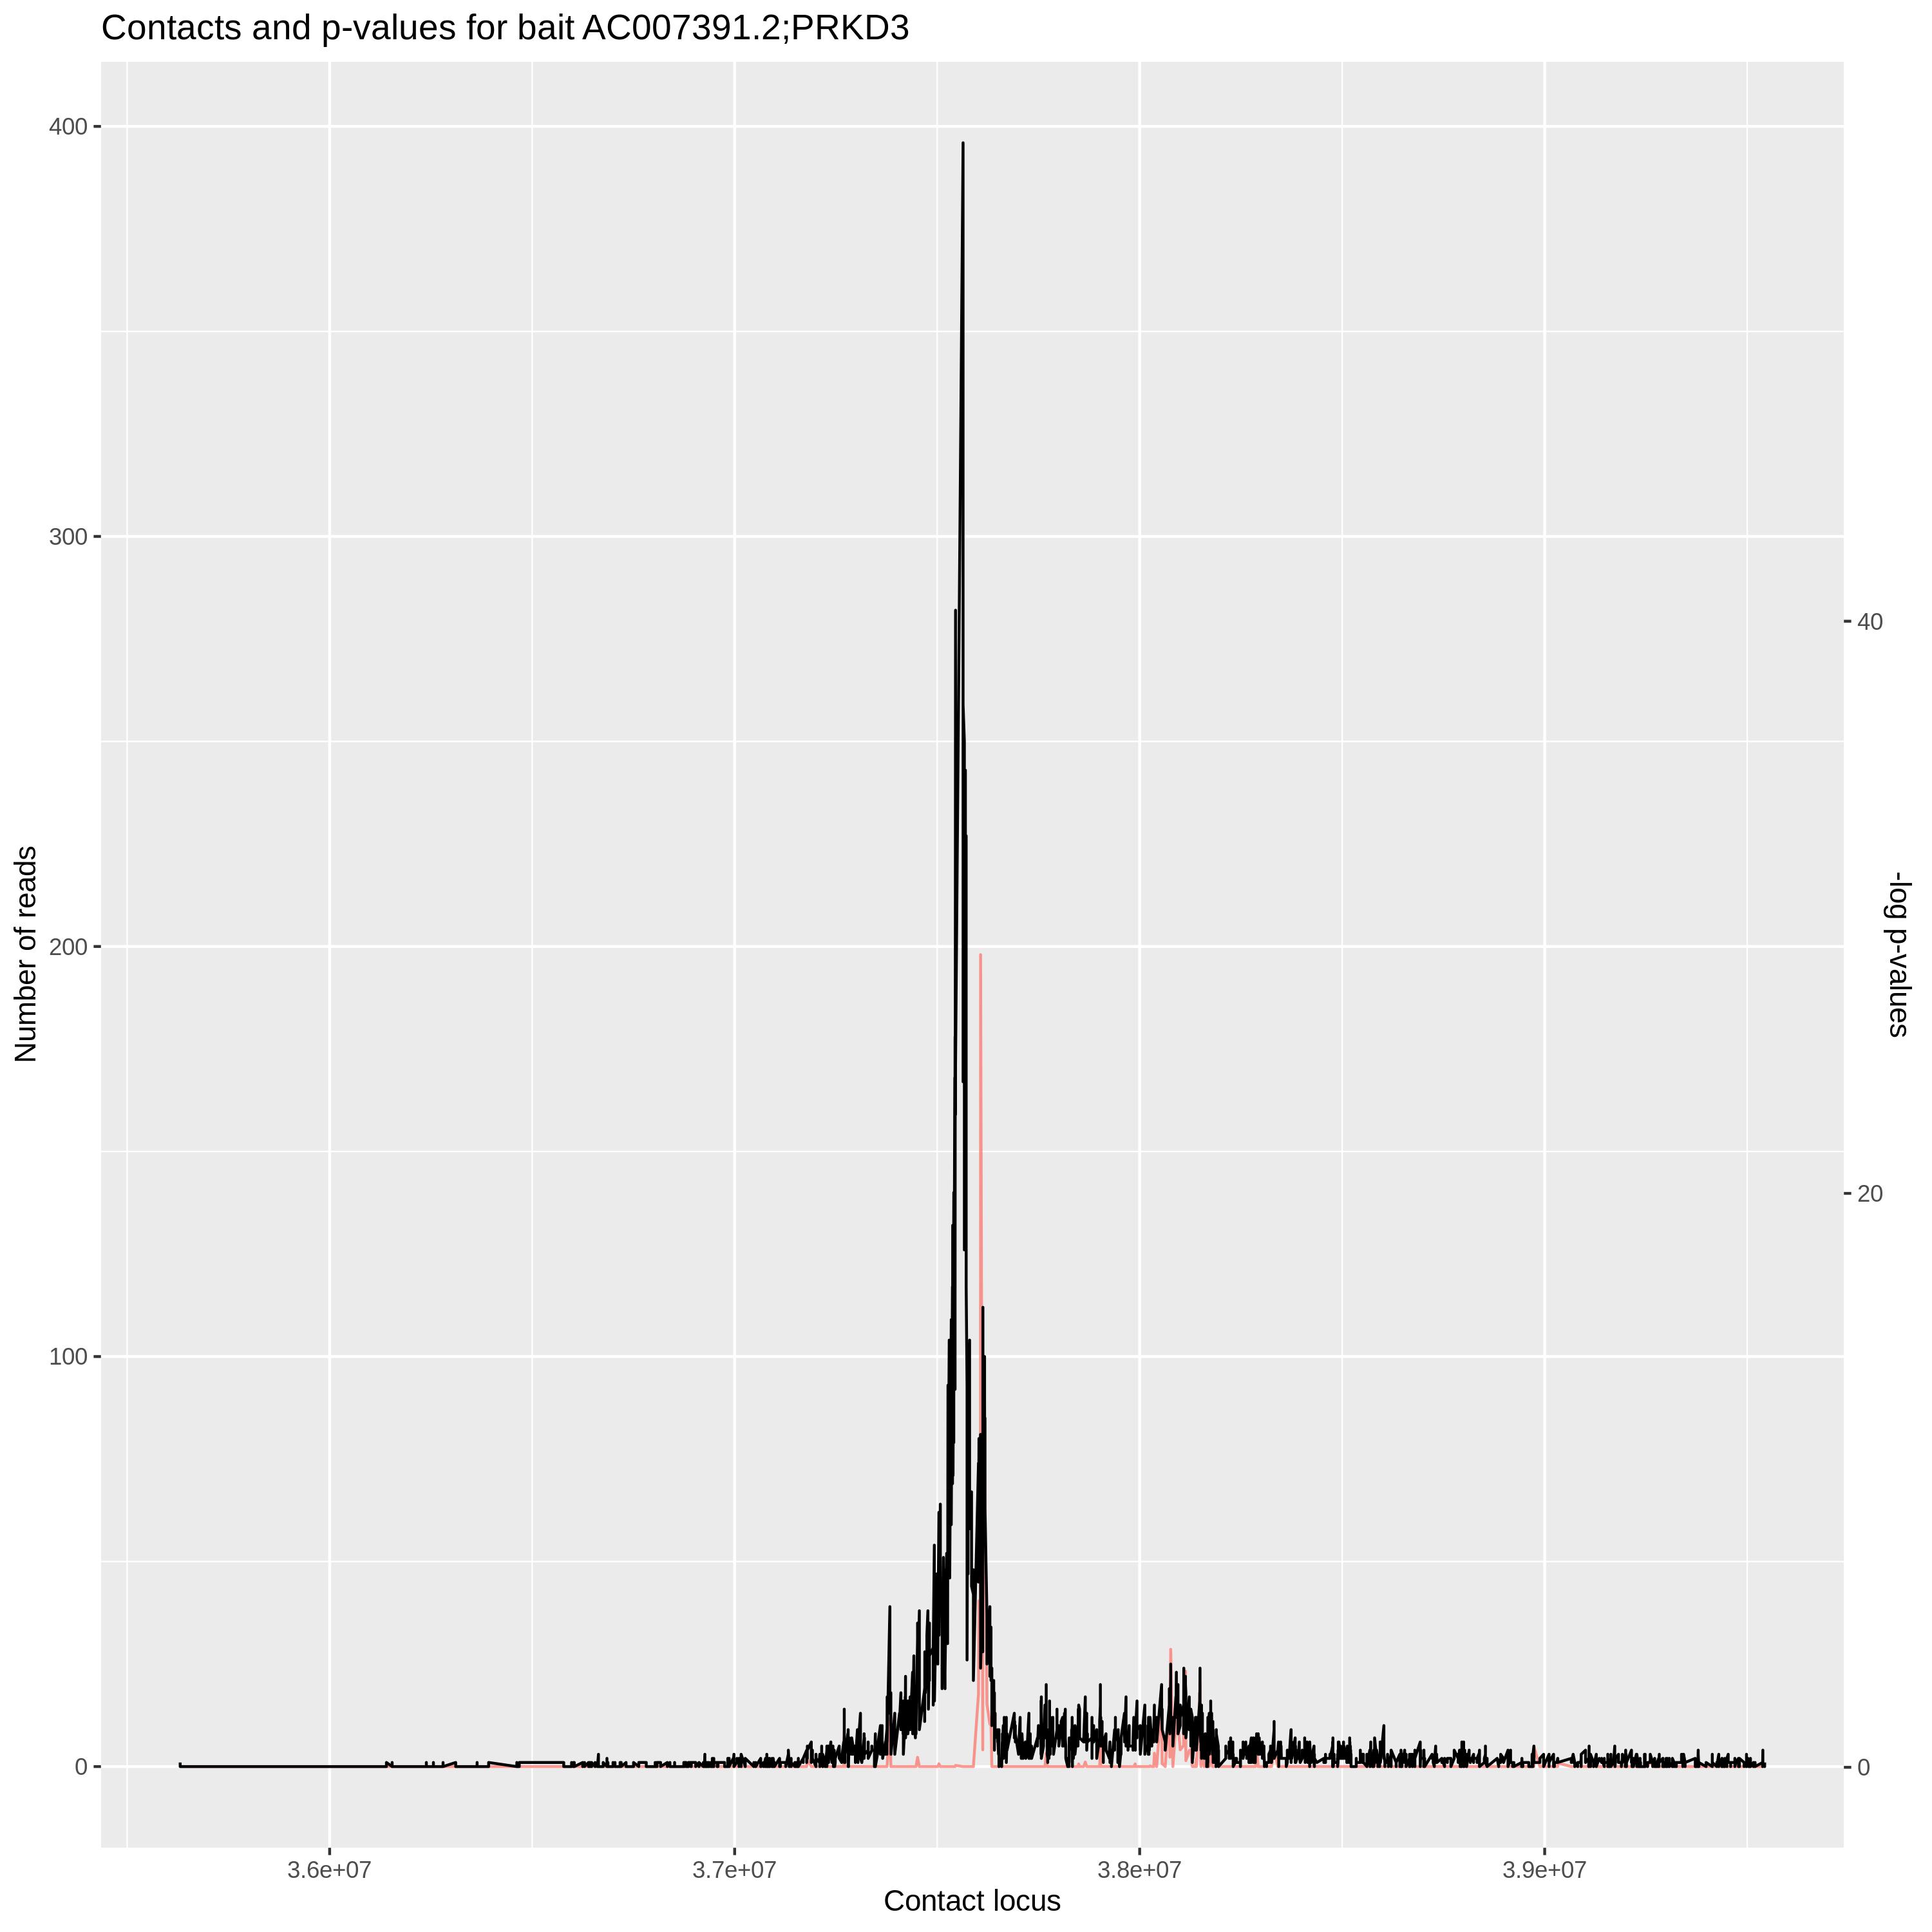 Contacts and p-values for bait AC007391.2;PRKD3
400
300
200
100
0
Number of reads
40
20
0
-log p-values
3.6e+07
3.7e+07
3.8e+07
3.9e+07
Contact locus